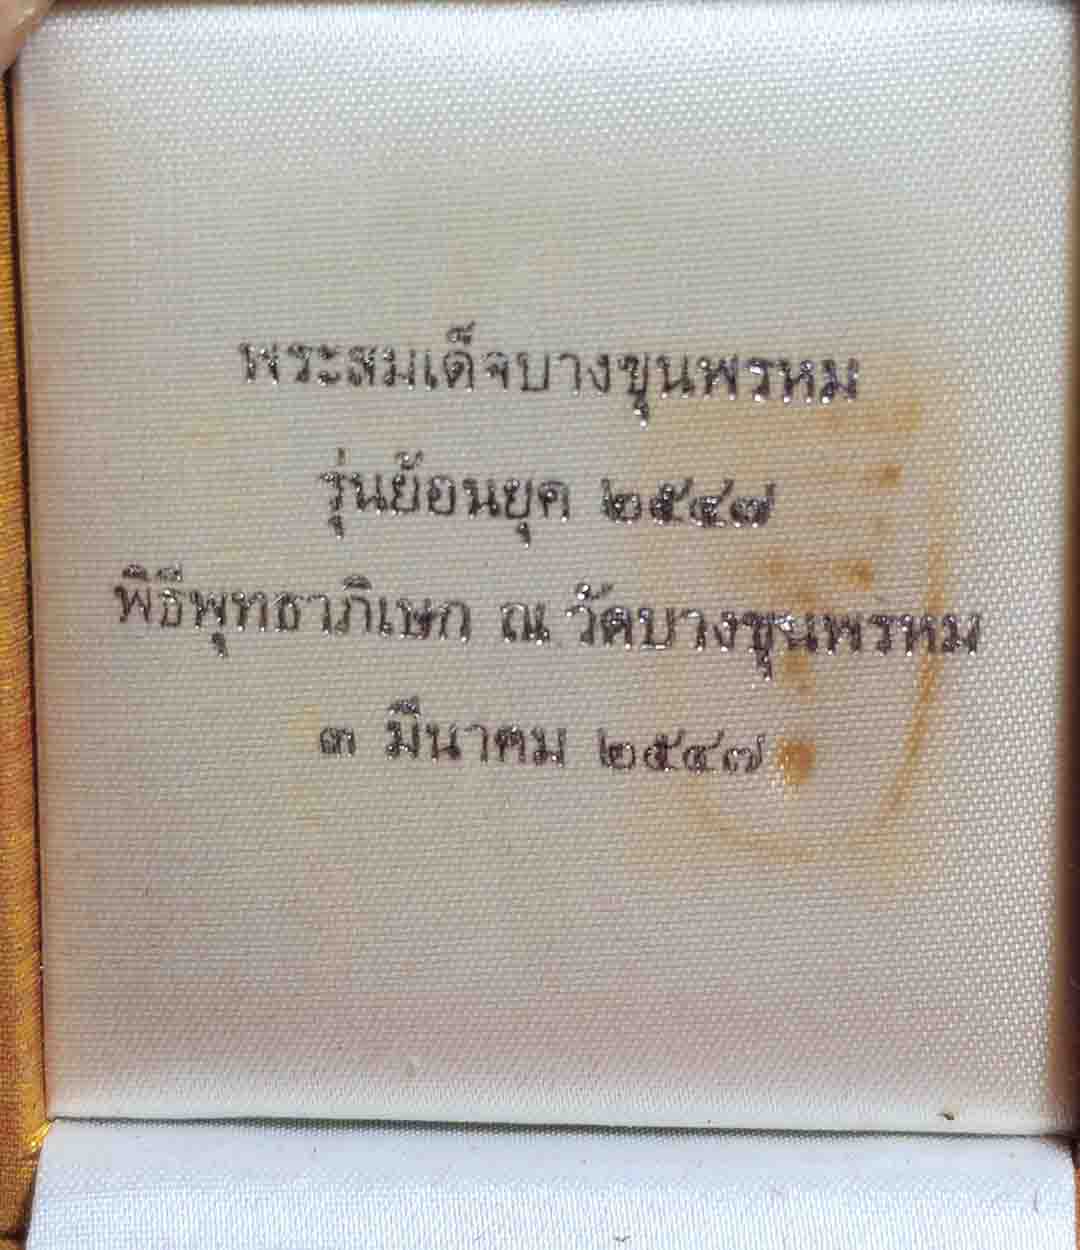 พระสมเด็จบางขุนพรหม
รุ่นย้อนยุค ๒๕๔๗
พิธีพุทธาภิเษก ณ วัดบางขุนพรหม
๓ มีนาคม ๒๕๔๗